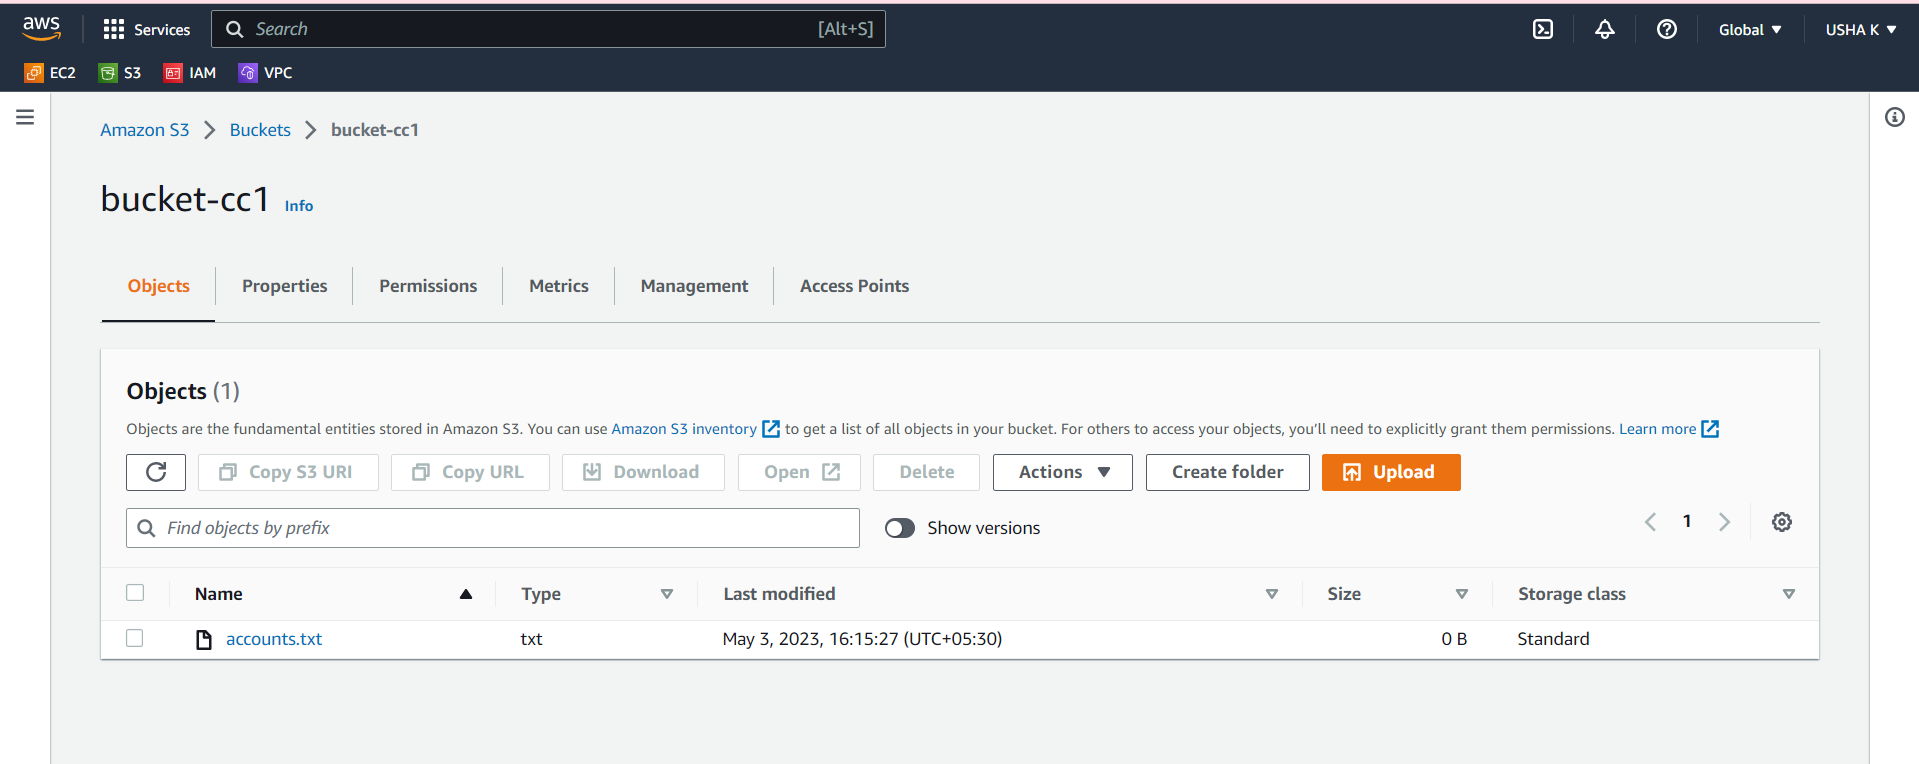 aws Services Search [Alt+S] Global USHA K
EC2 S3 IAM VPC
Amazon S3 Buckets bucket-cc1
bucket-cc1 Info
Objects Properties Permissions Metrics Management Access Points
Objects (1)
Objects are the fundamental entities stored in Amazon S3. You can use Amazon S3 inventory to get a list of all objects in your bucket. For others to access your objects, you'll need to explicitly grant them permissions. Learn more
Copy S3 URI Copy URL Download Open Delete Actions Create folder Upload
Find objects by prefix Show versions 1
Name Type Last modified Size Storage class
accounts.txt txt May 3, 2023, 16:15:27 (UTC+05:30) 0 B Standard